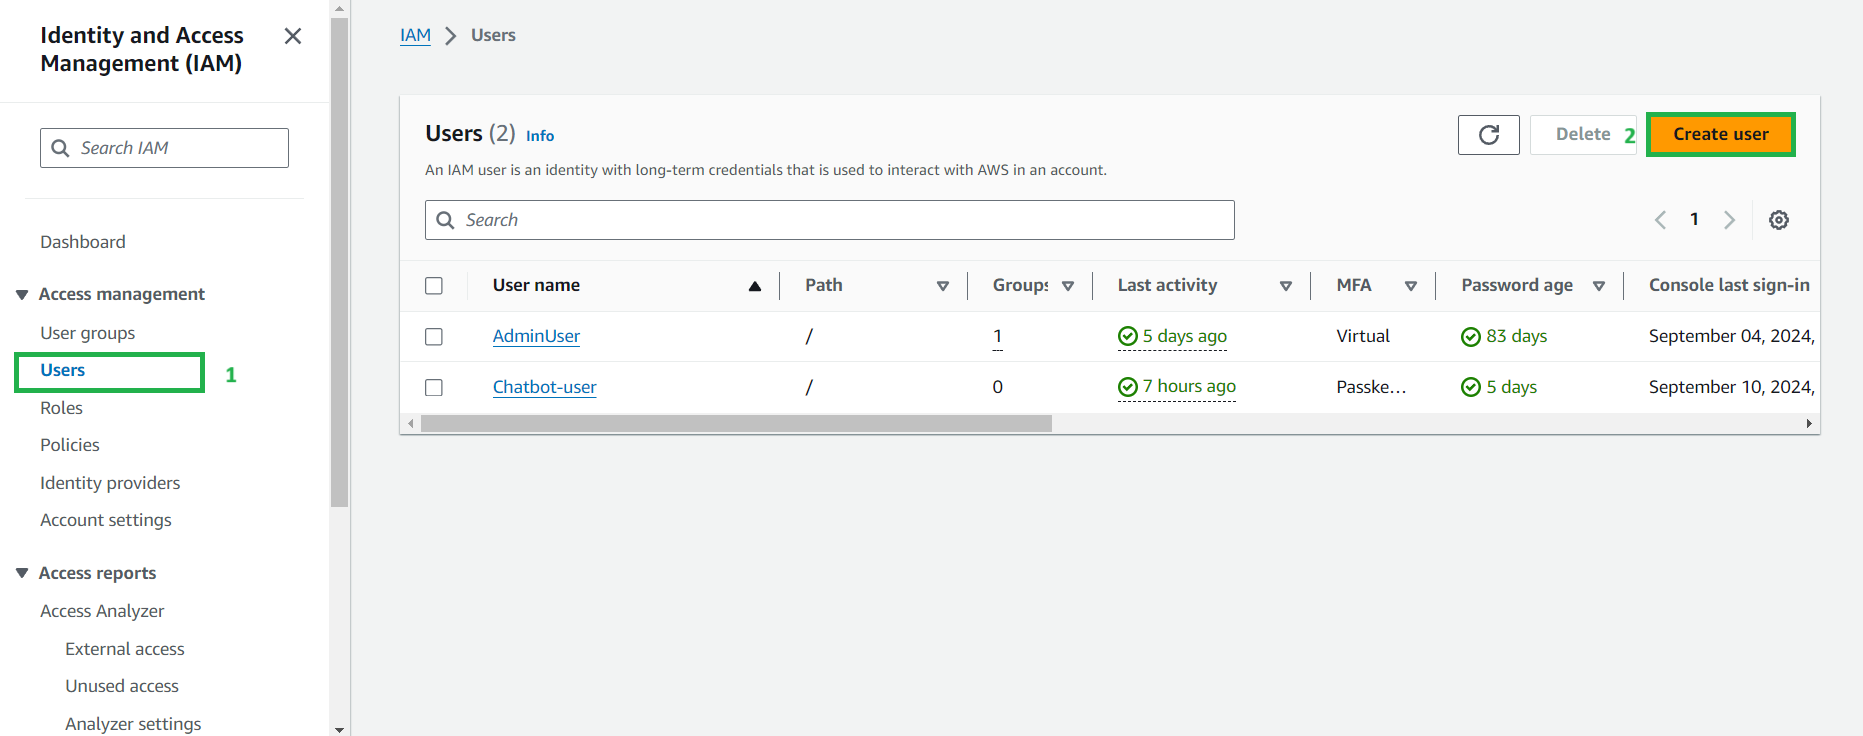 Identity and Access
Management (IAM)
Search IAM
Dashboard
Access management
User groups
Users
1
Roles
Policies
Identity providers
Account settings
Access reports
Access Analyzer
External access
Unused access
Analyzer settings
IAM Users
Users (2) Info
Delete 2 Create user
An IAM user is an identity with long-term credentials that is used to interact with AWS in an account.
Search
1
User name Path Groups Last activity MFA Password age Console last sign-in
AdminUser / 1 5 days ago Virtual 83 days September 04, 2024,
Chatbot-user / 0 7 hours ago Passke… 5 days September 10, 2024,